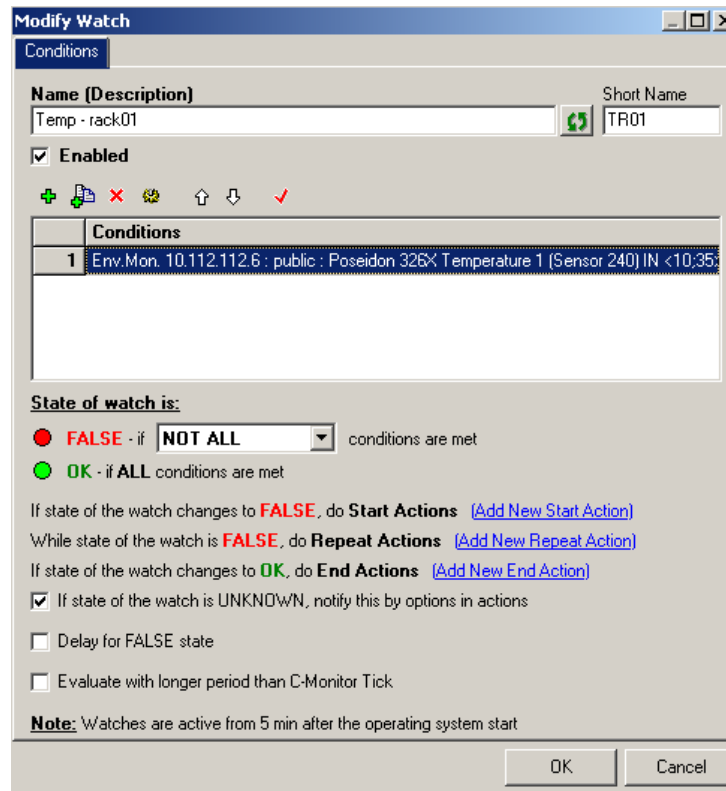 Modify Watch
Conditions
Name (Description) Short Name
Temp - rack01 TR01
Enabled
Conditions
1 Env.Mon. 10.112.112.6 : public : Poseidon 326X Temperature 1 (Sensor 240) IN <10;35;
State of watch is:
FALSE - if NOT ALL conditions are met
OK - if ALL conditions are met
If state of the watch changes to FALSE, do Start Actions (Add New Start Action)
While state of the watch is FALSE, do Repeat Actions (Add New Repeat Action)
If state of the watch changes to OK, do End Actions (Add New End Action)
If state of the watch is UNKNOWN, notify this by options in actions
Delay for FALSE state
Evaluate with longer period than C-Monitor Tick
Note: Watches are active from 5 min after the operating system start
OK Cancel